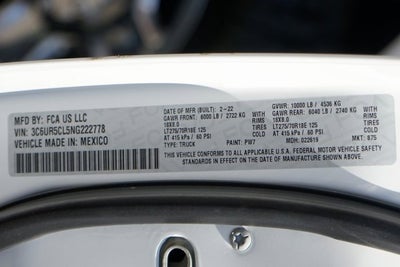 MFD BY: FCA US LLC
VIN: 3C6UR5CL5NG222778
VEHICLE MADE IN: MEXICO
DATE OF MFR (BUILT): 2-22
GAWR-FRONT: 6000 LB / 2722 KG
18X8.0 RIMS
LT275/70R18E 125 TIRES
AT 415 kPa / 60 PSI COLD
TYPE: TRUCK PAINT: PW7
GVWR: 10000 LB / 4536 KG
GAWR-REAR: 6040 LB / 2740 KG
18X8.0 RIMS
LT275/70R18E 125 TIRES
AT 415 kPa / 60 PSI COLD
MDH: 022619 MKT: 875
THIS VEHICLE CONFORMS TO ALL APPLICABLE U.S.A. FEDERAL MOTOR VEHICLE SAFETY
STANDARDS IN EFFECT ON THE DATE OF MANUFACTURE SHOWN ABOVE.